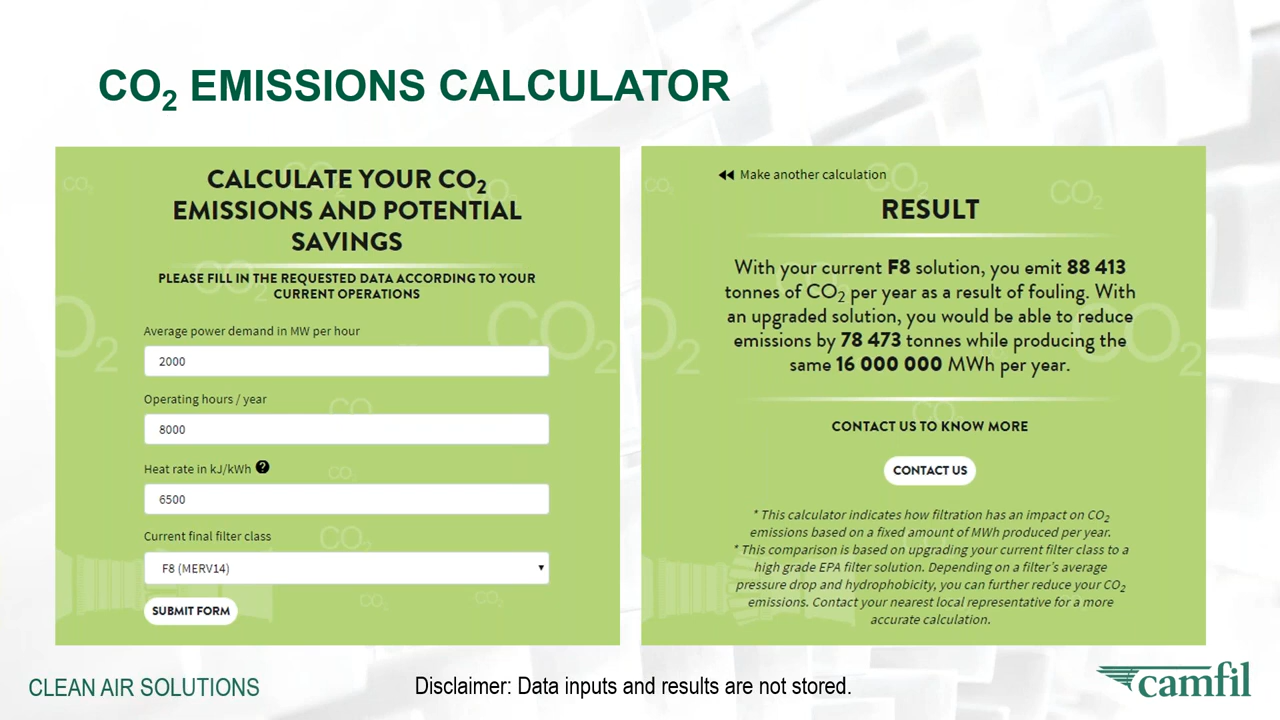 CO₂ EMISSIONS CALCULATOR
CALCULATE YOUR CO₂
EMISSIONS AND POTENTIAL
SAVINGS
PLEASE FILL IN THE REQUESTED DATA ACCORDING TO YOUR
CURRENT OPERATIONS
Average power demand in MW per hour
2000
Operating hours / year
8000
Heat rate in kJ/kWh ?
6500
Current final filter class
F8 (MERV14)
SUBMIT FORM
Make another calculation
RESULT
With your current F8 solution, you emit 88 413
tonnes of CO₂ per year as a result of fouling. With
an upgraded solution, you would be able to reduce
emissions by 78 473 tonnes while producing the
same 16 000 000 MWh per year.
CONTACT US TO KNOW MORE
CONTACT US
* This calculator indicates how filtration has an impact on CO₂
emissions based on a fixed amount of MWh produced per year.
* This comparison is based on upgrading your current filter class to a
high grade EPA filter solution. Depending on a filter's average
pressure drop and hydrophobicity, you can further reduce your CO₂
emissions. Contact your nearest local representative for a more
accurate calculation.
CLEAN AIR SOLUTIONS
Disclaimer: Data inputs and results are not stored.
camfil